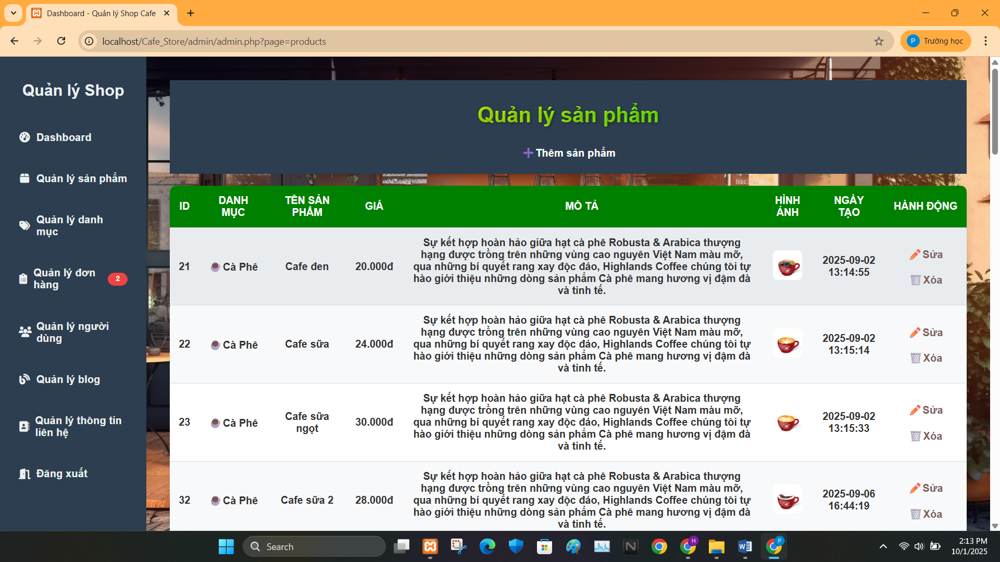 Dashboard - Quản lý Shop Cafe
localhost/Cafe_Store/admin/admin.php?page=products
P
Trường học
Quản lý Shop
Dashboard
Quản lý sản phẩm
Quản lý danh
mục
Quản lý đơn
hàng
2
Quản lý người
dùng
Quản lý blog
Quản lý thông tin
liên hệ
Đăng xuất
Quản lý sản phẩm
Thêm sản phẩm
ID
DANH
MỤC
TÊN SẢN
PHẨM
GIÁ
MÔ TẢ
HÌNH
ẢNH
NGÀY
TẠO
HÀNH ĐỘNG
21
Cà Phê
Cafe đen
20.000đ
Sự kết hợp hoàn hảo giữa hạt cà phê Robusta & Arabica thượng
hạng được trồng trên những vùng cao nguyên Việt Nam màu mỡ,
qua những bí quyết rang xay độc đáo, Highlands Coffee chúng tôi tự
hào giới thiệu những dòng sản phẩm Cà phê mang hương vị đậm đà
và tinh tế.
2025-09-02
13:14:55
Sửa
Xóa
22
Cà Phê
Cafe sữa
24.000đ
Sự kết hợp hoàn hảo giữa hạt cà phê Robusta & Arabica thượng
hạng được trồng trên những vùng cao nguyên Việt Nam màu mỡ,
qua những bí quyết rang xay độc đáo, Highlands Coffee chúng tôi tự
hào giới thiệu những dòng sản phẩm Cà phê mang hương vị đậm đà
và tinh tế.
2025-09-02
13:15:14
Sửa
Xóa
23
Cà Phê
Cafe sữa
ngọt
30.000đ
Sự kết hợp hoàn hảo giữa hạt cà phê Robusta & Arabica thượng
hạng được trồng trên những vùng cao nguyên Việt Nam màu mỡ,
qua những bí quyết rang xay độc đáo, Highlands Coffee chúng tôi tự
hào giới thiệu những dòng sản phẩm Cà phê mang hương vị đậm đà
và tinh tế.
2025-09-02
13:15:33
Sửa
Xóa
32
Cà Phê
Cafe sữa 2
28.000đ
Sự kết hợp hoàn hảo giữa hạt cà phê Robusta & Arabica thượng
hạng được trồng trên những vùng cao nguyên Việt Nam màu mỡ,
qua những bí quyết rang xay độc đáo, Highlands Coffee chúng tôi tự
hào giới thiệu những dòng sản phẩm Cà phê mang hương vị đậm đà
và tinh tế.
2025-09-06
16:44:19
Sửa
Xóa
Search
N
H
W
P
2:13 PM
10/1/2025